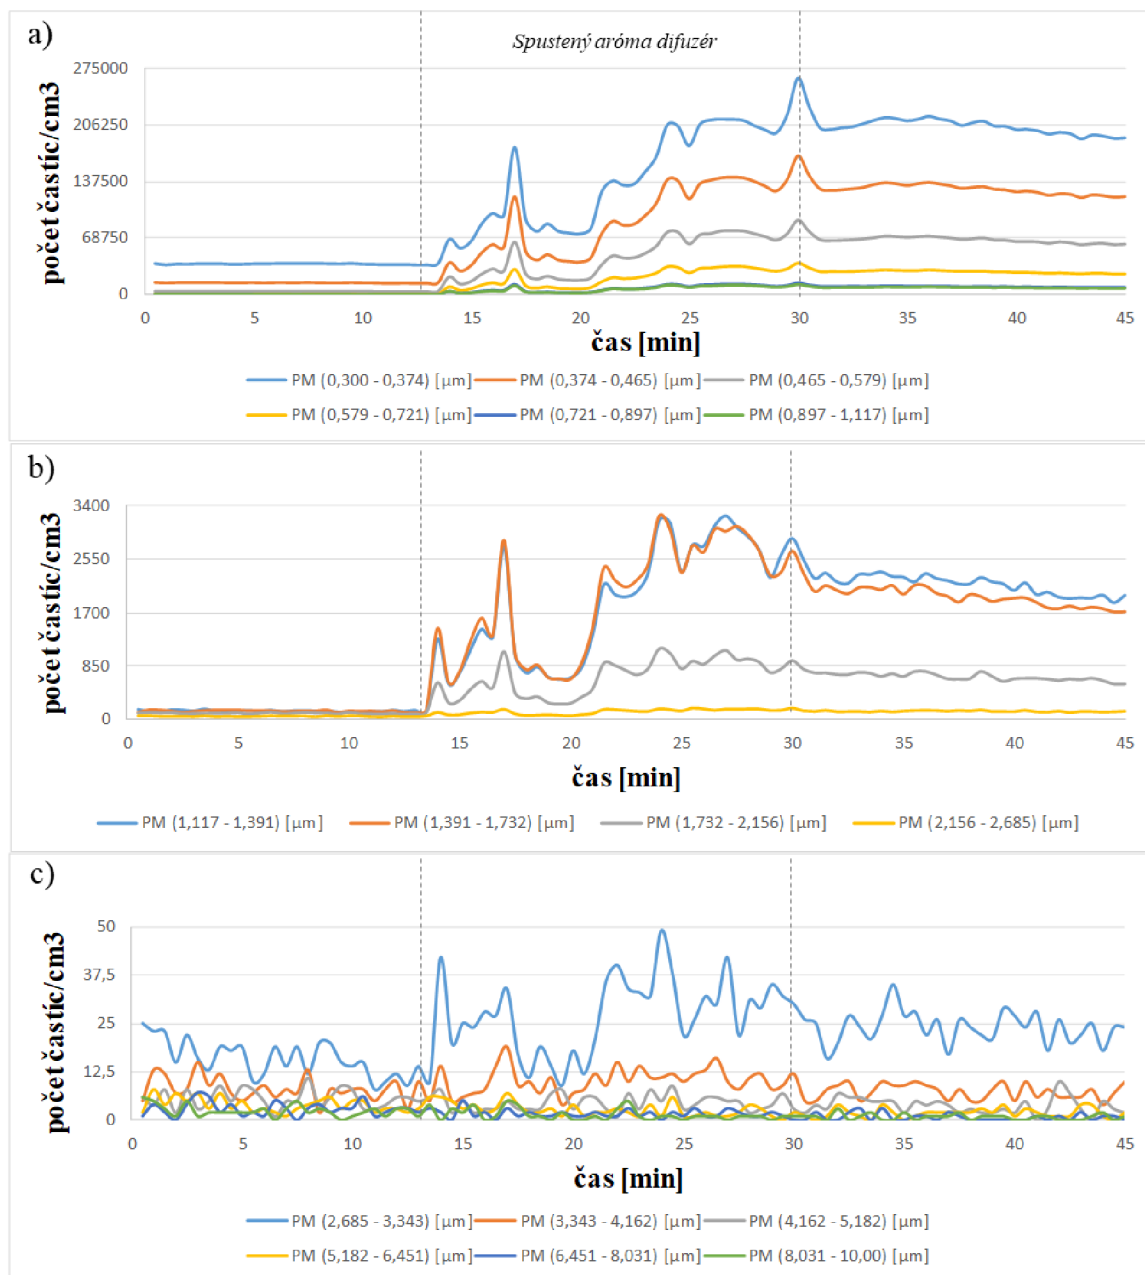 a)
Spustený aróma difuzér
počet častíc/cm3
275000
206250
137500
68750
0
0 5 10 15 20 25 30 35 40 45
čas [min]
PM (0,300 - 0,374) [µm] PM (0,374 - 0,465) [µm] PM (0,465 - 0,579) [µm]
PM (0,579 - 0,721) [µm] PM (0,721 - 0,897) [µm] PM (0,897 - 1,117) [µm]
b)
počet častíc/cm3
3400
2550
1700
850
0
0 5 10 15 20 25 30 35 40 45
čas [min]
PM (1,117 - 1,391) [µm] PM (1,391 - 1,732) [µm] PM (1,732 - 2,156) [µm] PM (2,156 - 2,685) [µm]
c)
počet častíc/cm3
50
37,5
25
12,5
0
0 5 10 15 20 25 30 35 40 45
čas [min]
PM (2,685 - 3,343) [µm] PM (3,343 - 4,162) [µm] PM (4,162 - 5,182) [µm]
PM (5,182 - 6,451) [µm] PM (6,451 - 8,031) [µm] PM (8,031 - 10,00) [µm]